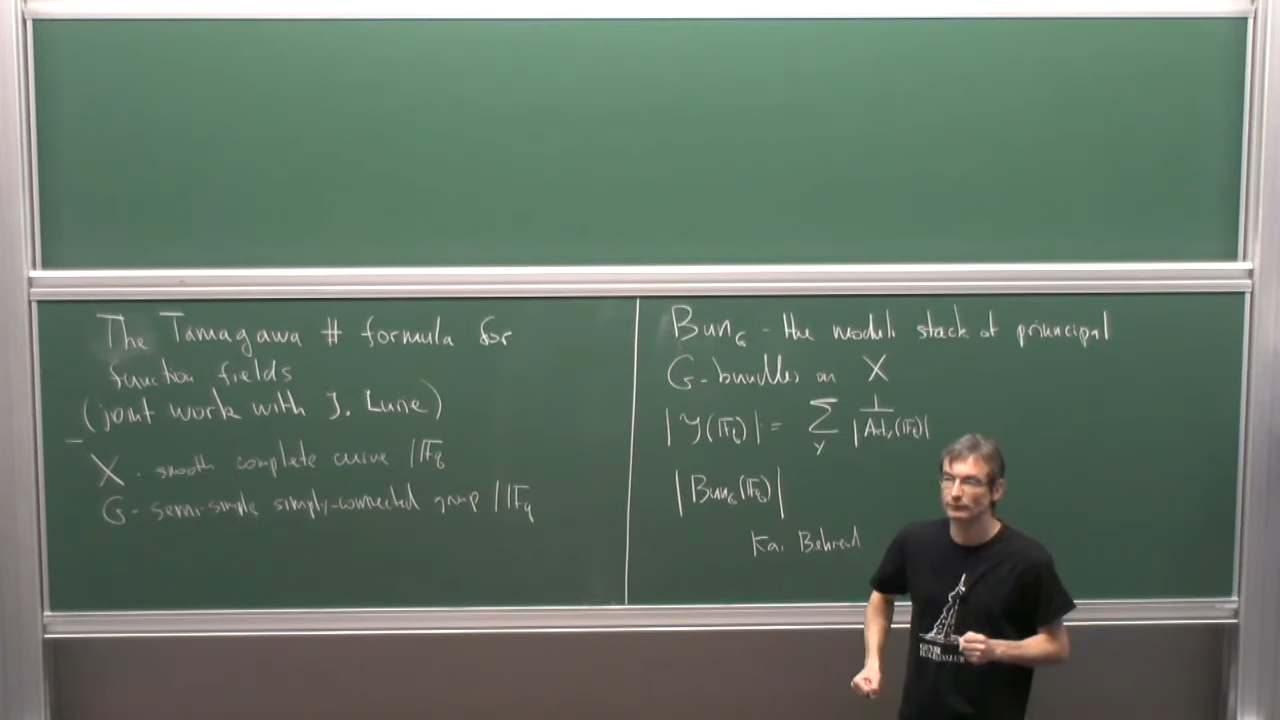 The Tamagawa # formula for
function fields
(joint work with J. Lurie)
X - smooth complete curve / 𝔽q
G - semi-simple simply-connected group / 𝔽q
Bun_G - the moduli stack of principal
G-bundles on X
|Y(𝔽q)| = Σ_y 1/|Aut_y(𝔽q)|
|Bun_G(𝔽q)|
Kai Behrend